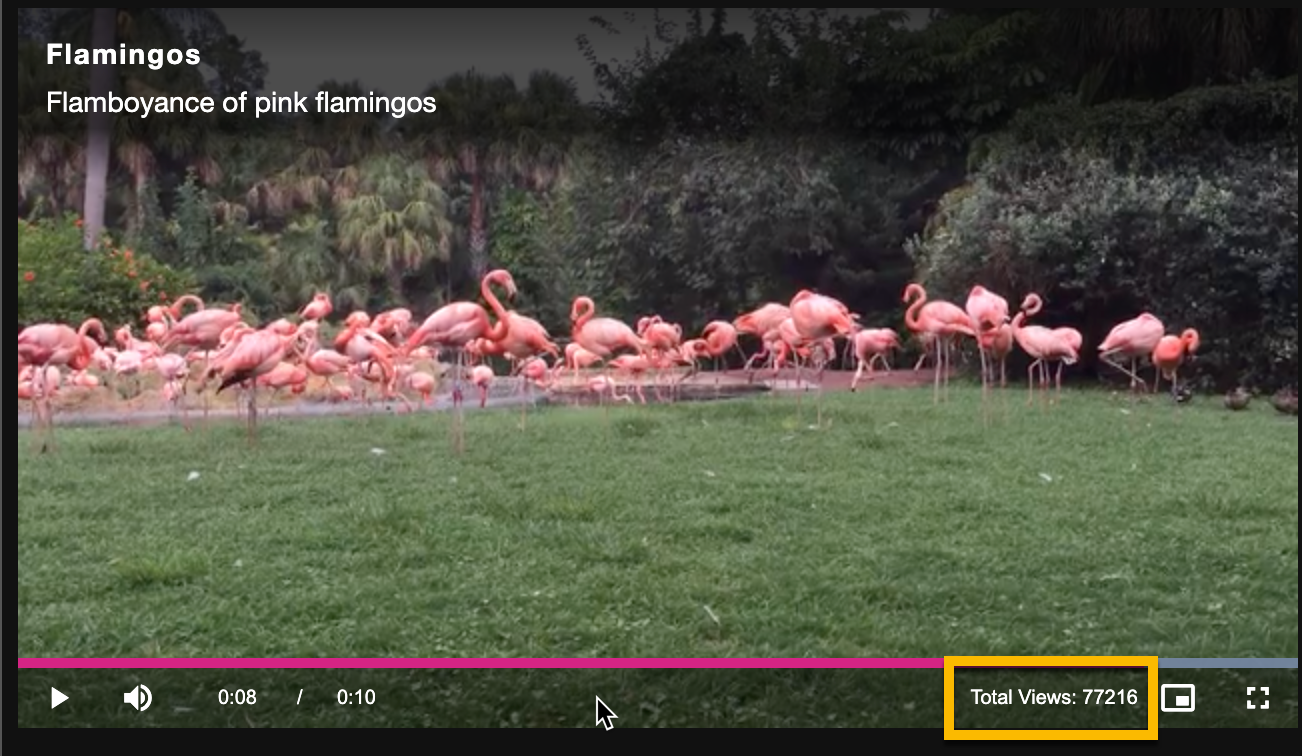 Flamingos
Flamboyance of pink flamingos
0:08 / 0:10 Total Views: 77216